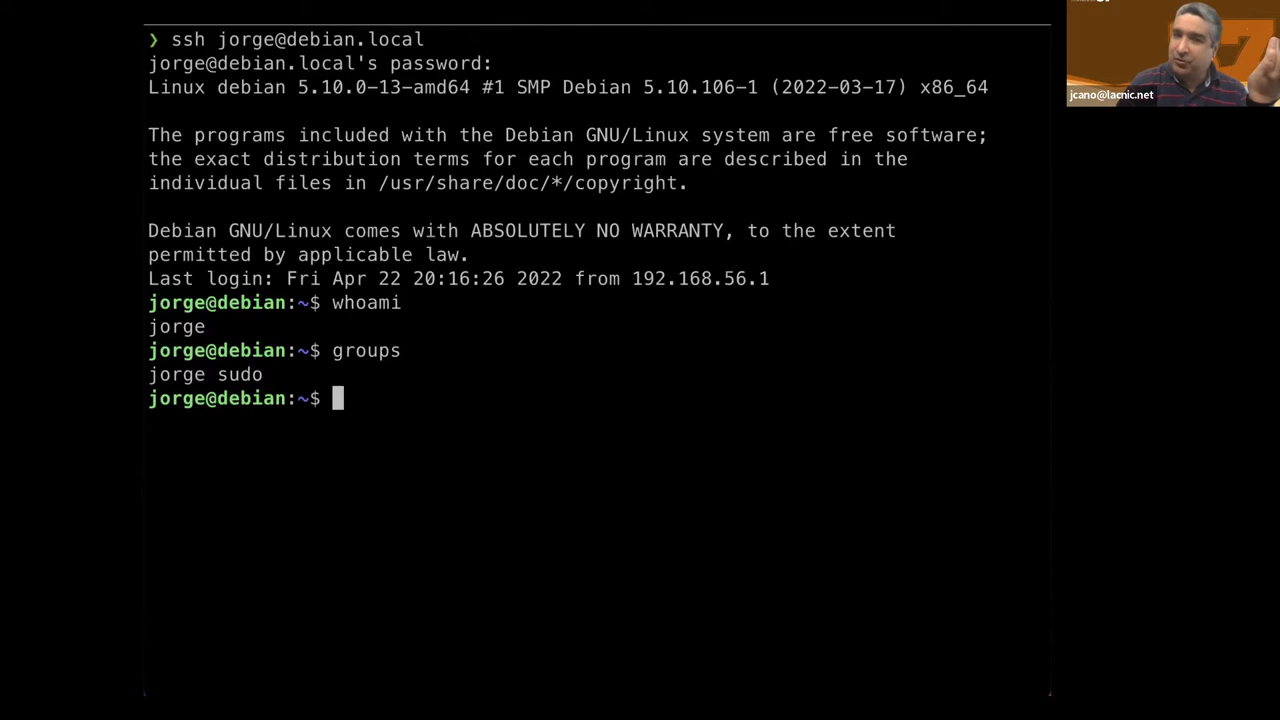 ❯ ssh jorge@debian.local
jorge@debian.local's password:
Linux debian 5.10.0-13-amd64 #1 SMP Debian 5.10.106-1 (2022-03-17) x86_64
The programs included with the Debian GNU/Linux system are free software;
the exact distribution terms for each program are described in the
individual files in /usr/share/doc/*/copyright.
Debian GNU/Linux comes with ABSOLUTELY NO WARRANTY, to the extent
permitted by applicable law.
Last login: Fri Apr 22 20:16:26 2022 from 192.168.56.1
jorge@debian:~$ whoami
jorge
jorge@debian:~$ groups
jorge sudo
jorge@debian:~$
jcano@lacnic.net